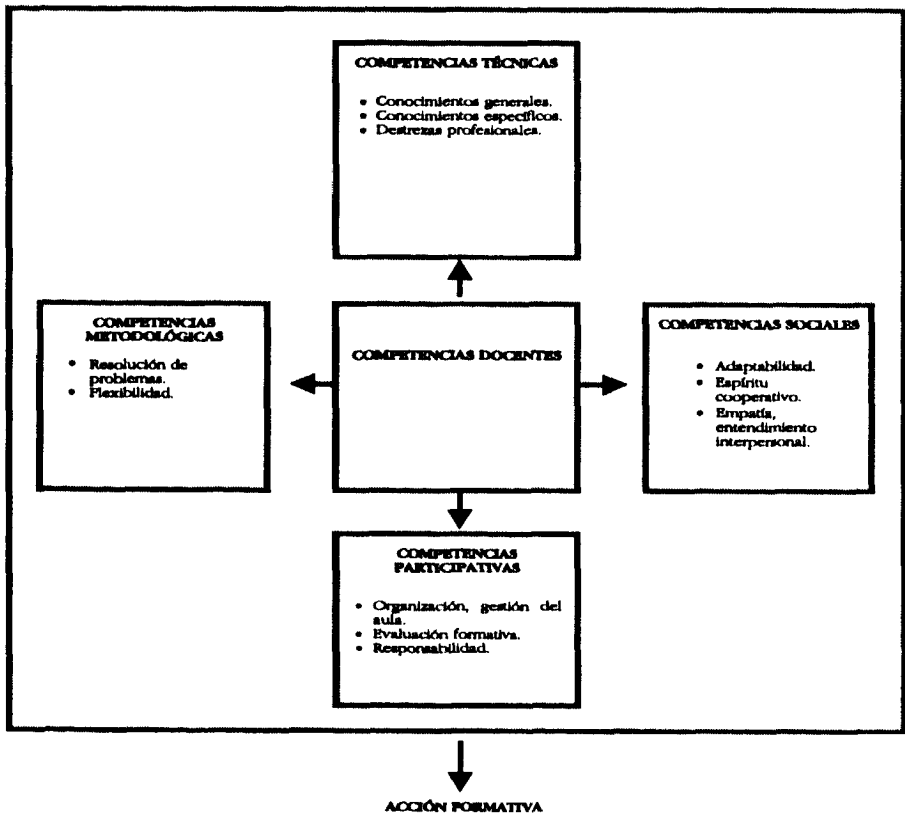 COMPETENCIAS TÉCNICAS
• Conocimientos generales.
• Conocimientos específicos.
• Destrezas profesionales.
COMPETENCIAS
METODOLÓGICAS
• Resolución de
problemas.
• Flexibilidad.
COMPETENCIAS DOCENTES
COMPETENCIAS SOCIALES
• Adaptabilidad.
• Espíritu
cooperativo.
• Empatía,
entendimiento
interpersonal.
COMPETENCIAS
PARTICIPATIVAS
• Organización, gestión del
aula.
• Evaluación formativa.
• Responsabilidad.
ACCIÓN FORMATIVA